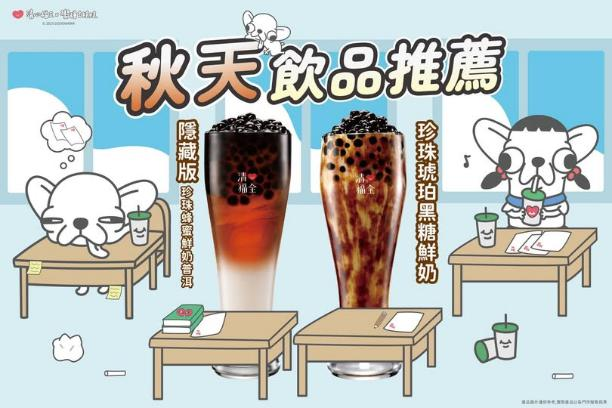 秋天飲品推薦
隱藏版
珍珠蜂蜜鮮奶普洱
珍珠琥珀黑糖鮮奶
清心福全
清心福全